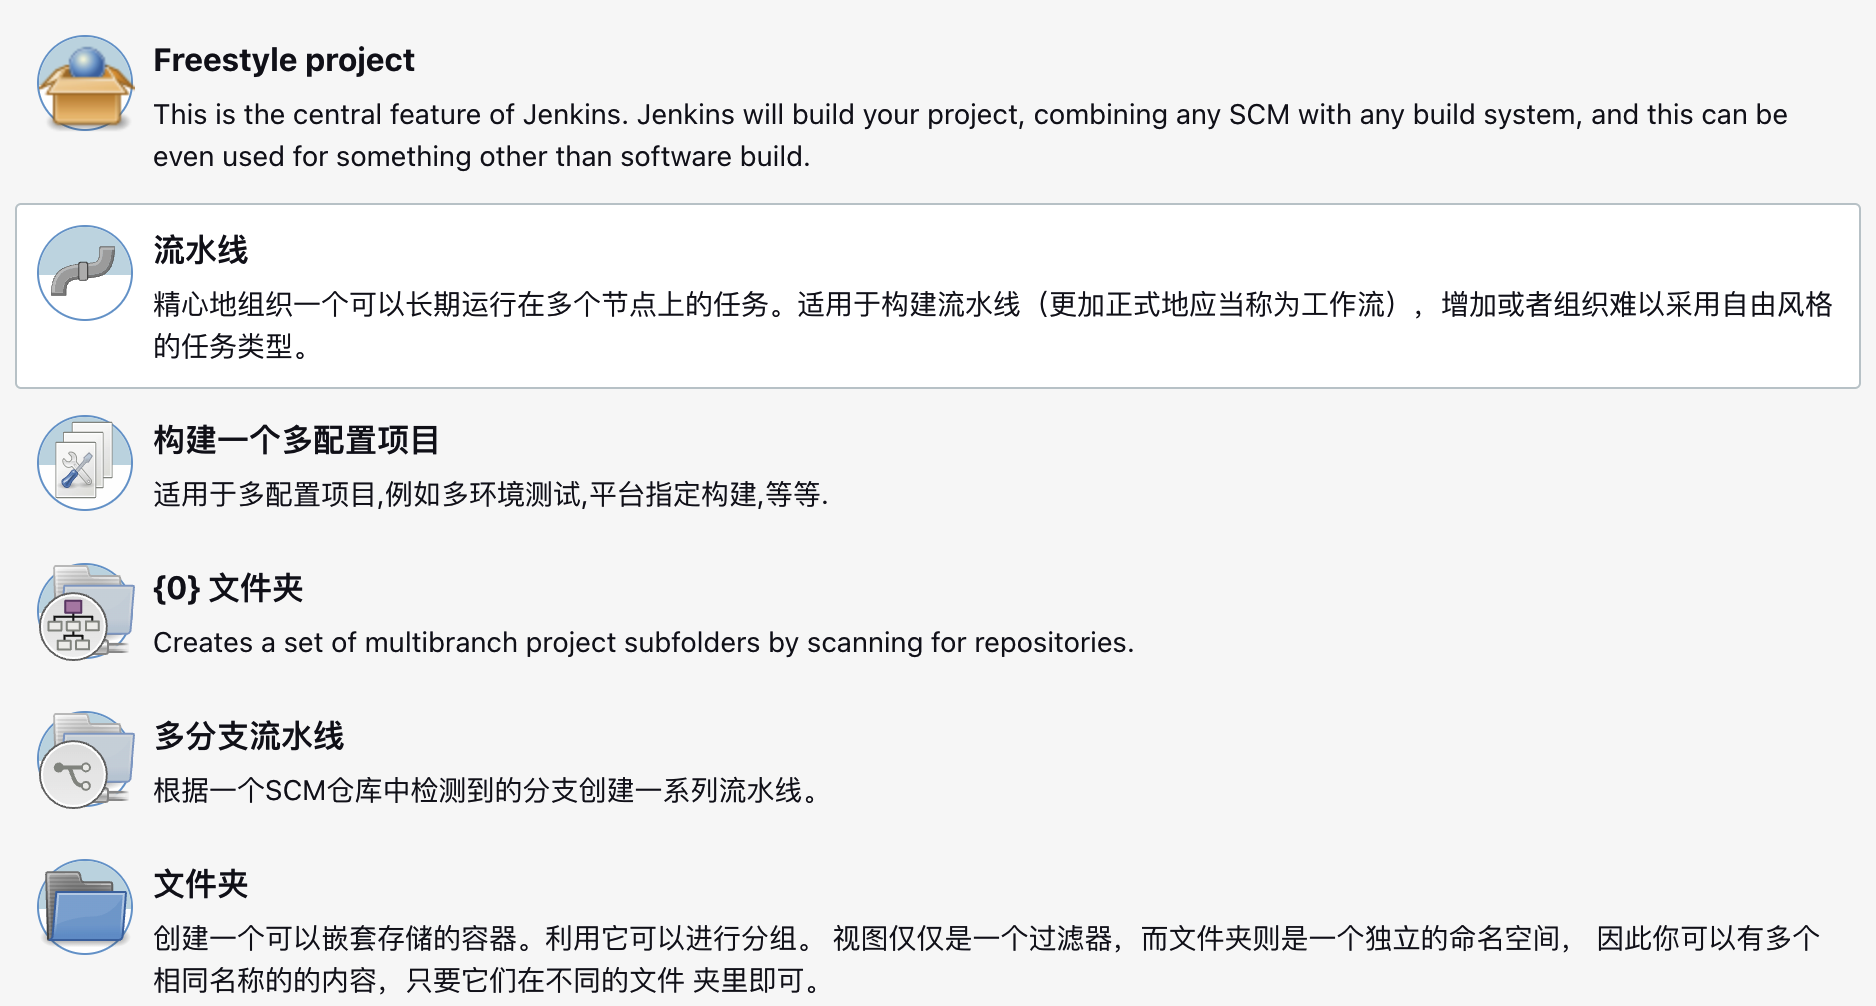 Freestyle project
This is the central feature of Jenkins. Jenkins will build your project, combining any SCM with any build system, and this can be
even used for something other than software build.
流水线
精心地组织一个可以长期运行在多个节点上的任务。适用于构建流水线（更加正式地应当称为工作流），增加或者组织难以采用自由风格
的任务类型。
构建一个多配置项目
适用于多配置项目,例如多环境测试,平台指定构建,等等.
{0} 文件夹
Creates a set of multibranch project subfolders by scanning for repositories.
多分支流水线
根据一个SCM仓库中检测到的分支创建一系列流水线。
文件夹
创建一个可以嵌套存储的容器。利用它可以进行分组。 视图仅仅是一个过滤器，而文件夹则是一个独立的命名空间， 因此你可以有多个
相同名称的的内容，只要它们在不同的文件 夹里即可。